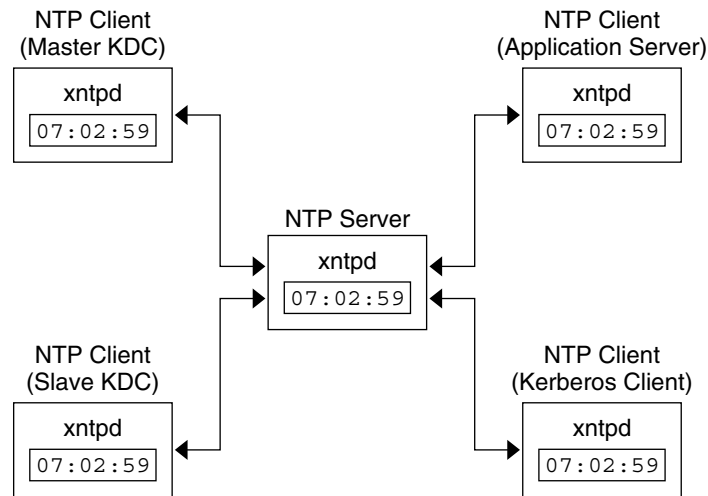 NTP Client
(Master KDC)
xntpd
07:02:59
NTP Client
(Application Server)
xntpd
07:02:59
NTP Server
xntpd
07:02:59
NTP Client
(Slave KDC)
xntpd
07:02:59
NTP Client
(Kerberos Client)
xntpd
07:02:59